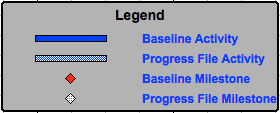 Legend
Baseline Activity
Progress File Activity
Baseline Milestone
Progress File Milestone